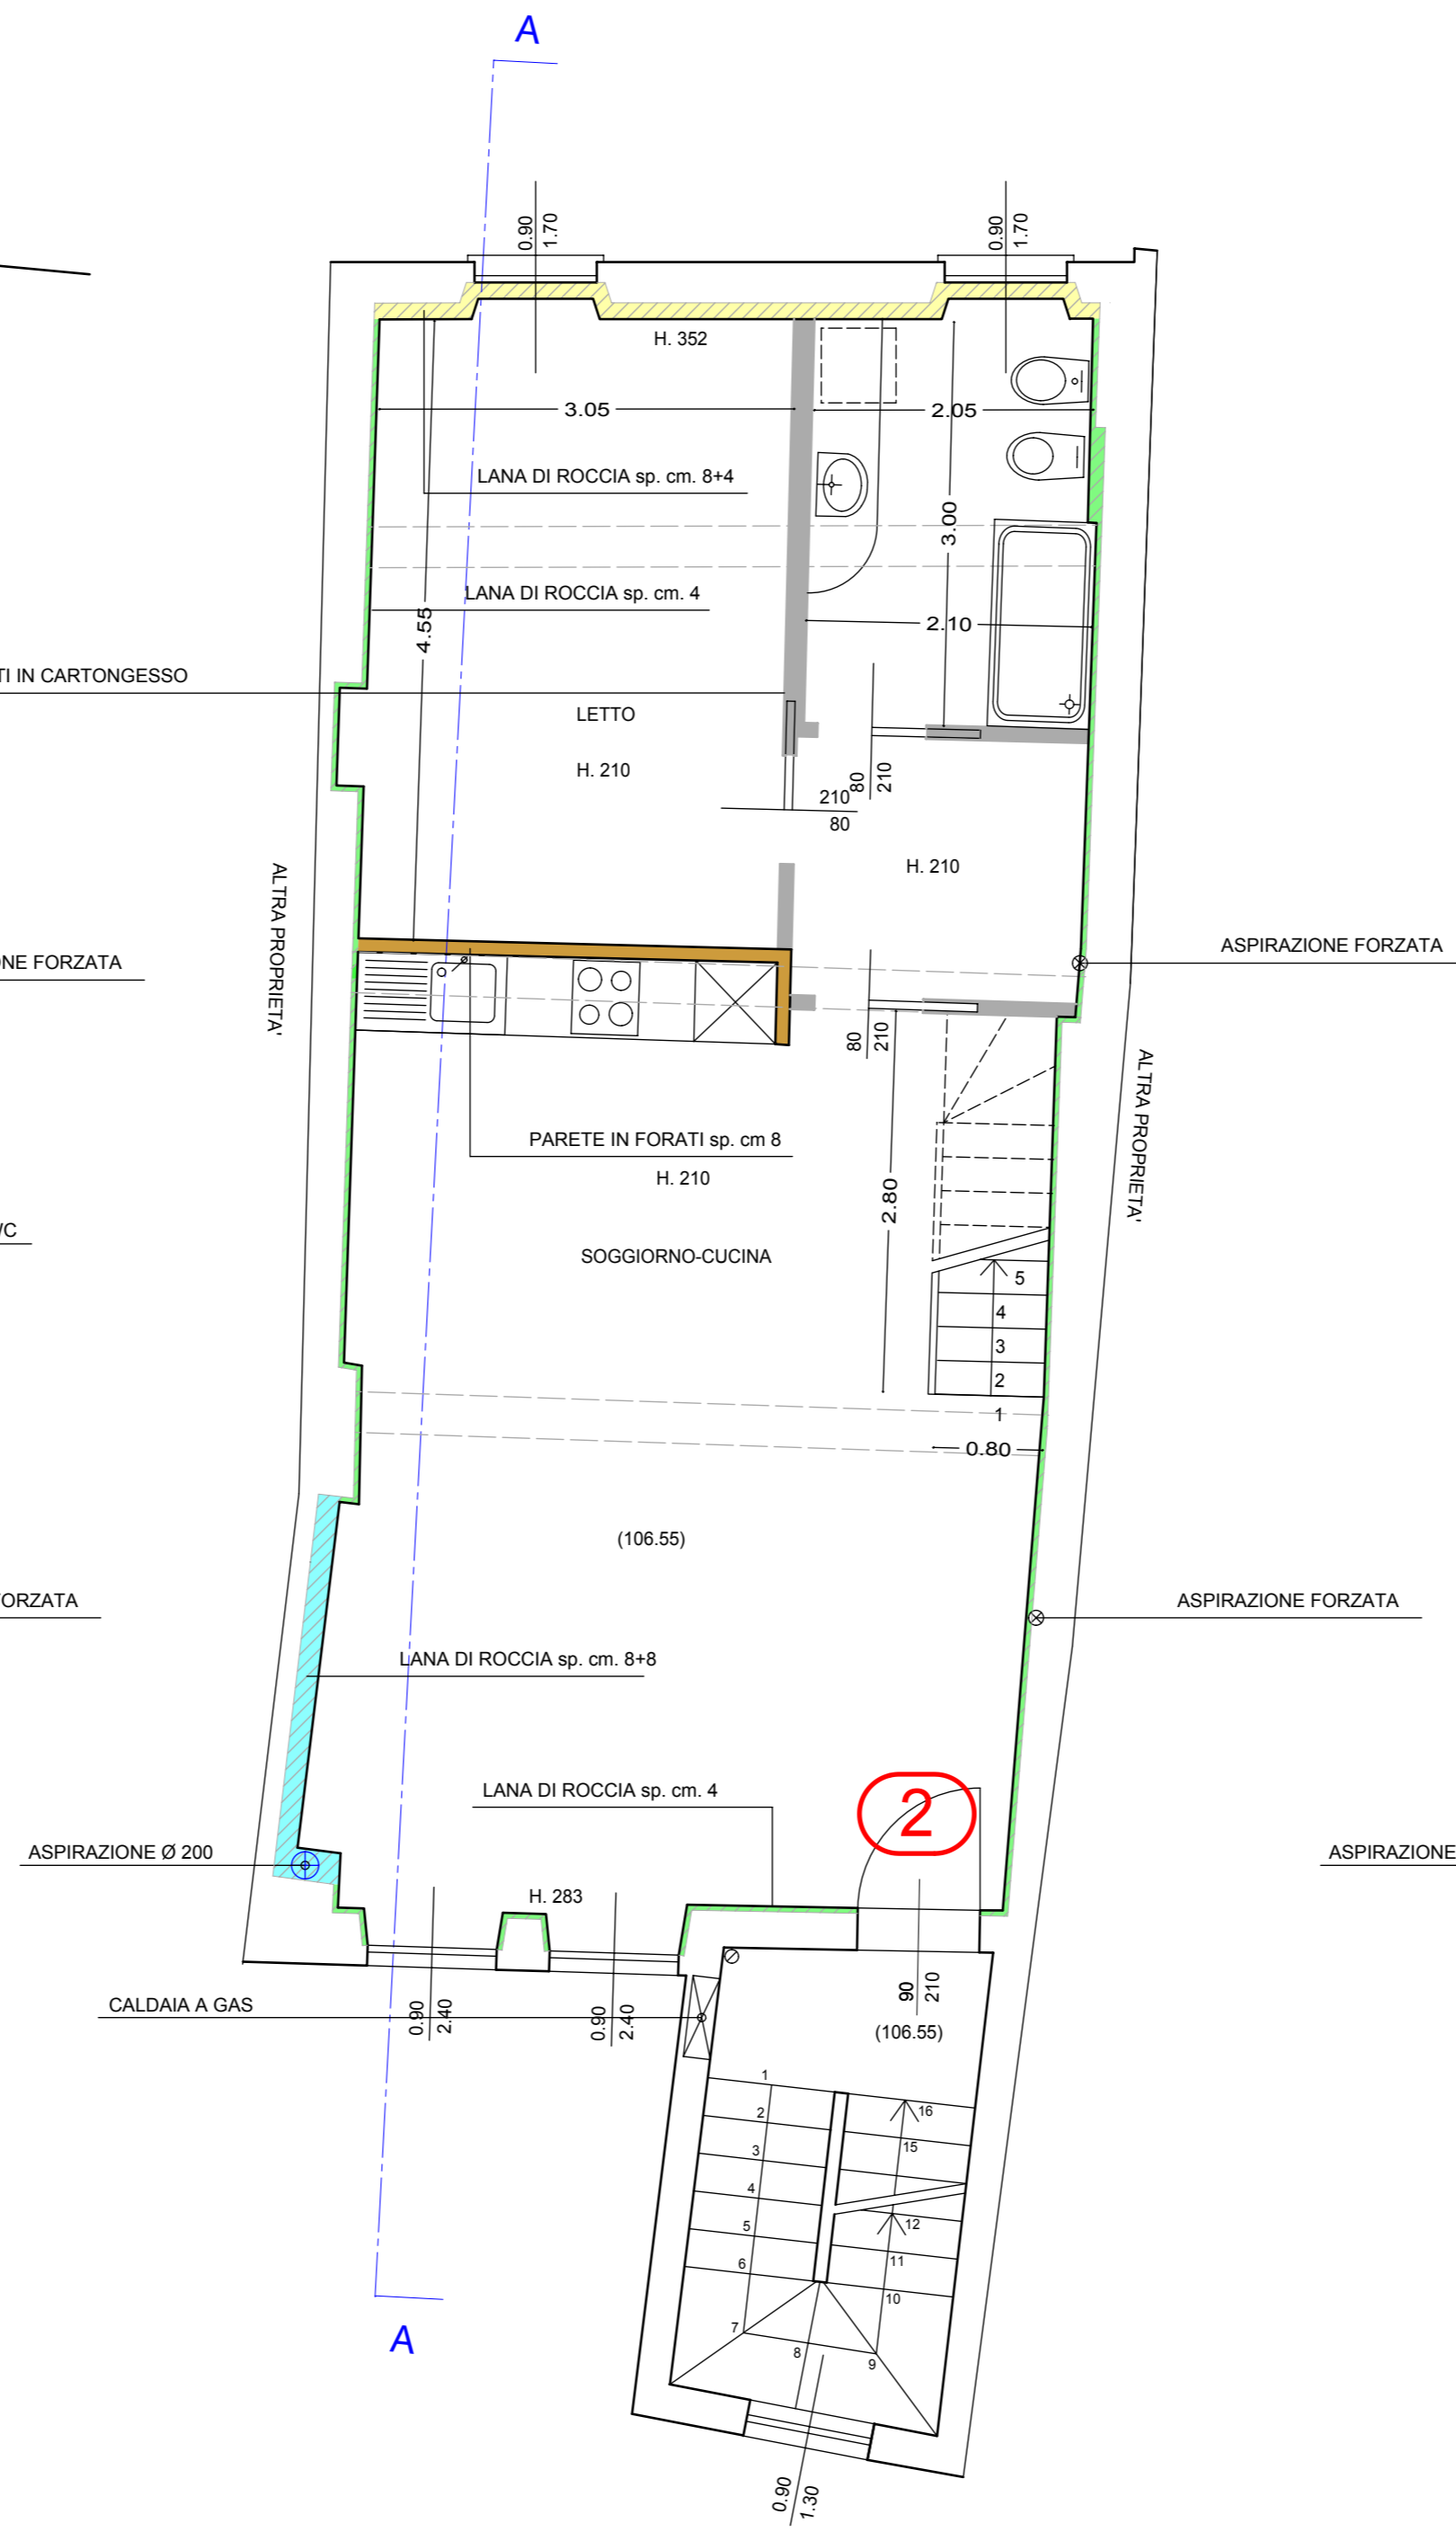 A
0.90
1.70
0.90
1.70
H. 352
3.05
2.05
LANA DI ROCCIA sp. cm. 8+4
3.00
LANA DI ROCCIA sp. cm. 4
4.55
2.10
TI IN CARTONGESSO
LETTO
H. 210
80
210
210
80
H. 210
ALTRA PROPRIETA'
NE FORZATA
ASPIRAZIONE FORZATA
80
210
ALTRA PROPRIETA'
PARETE IN FORATI sp. cm 8
H. 210
2.80
/C
SOGGIORNO-CUCINA
5
4
3
2
1
0.80
(106.55)
FORZATA
ASPIRAZIONE FORZATA
LANA DI ROCCIA sp. cm. 8+8
LANA DI ROCCIA sp. cm. 4
2
ASPIRAZIONE Ø 200
ASPIRAZIONE
H. 283
90
210
CALDAIA A GAS
0.90
2.40
0.90
2.40
(106.55)
1
2
3
4
5
6
7
8
9
10
11
12
15
16
A
0.90
1.30